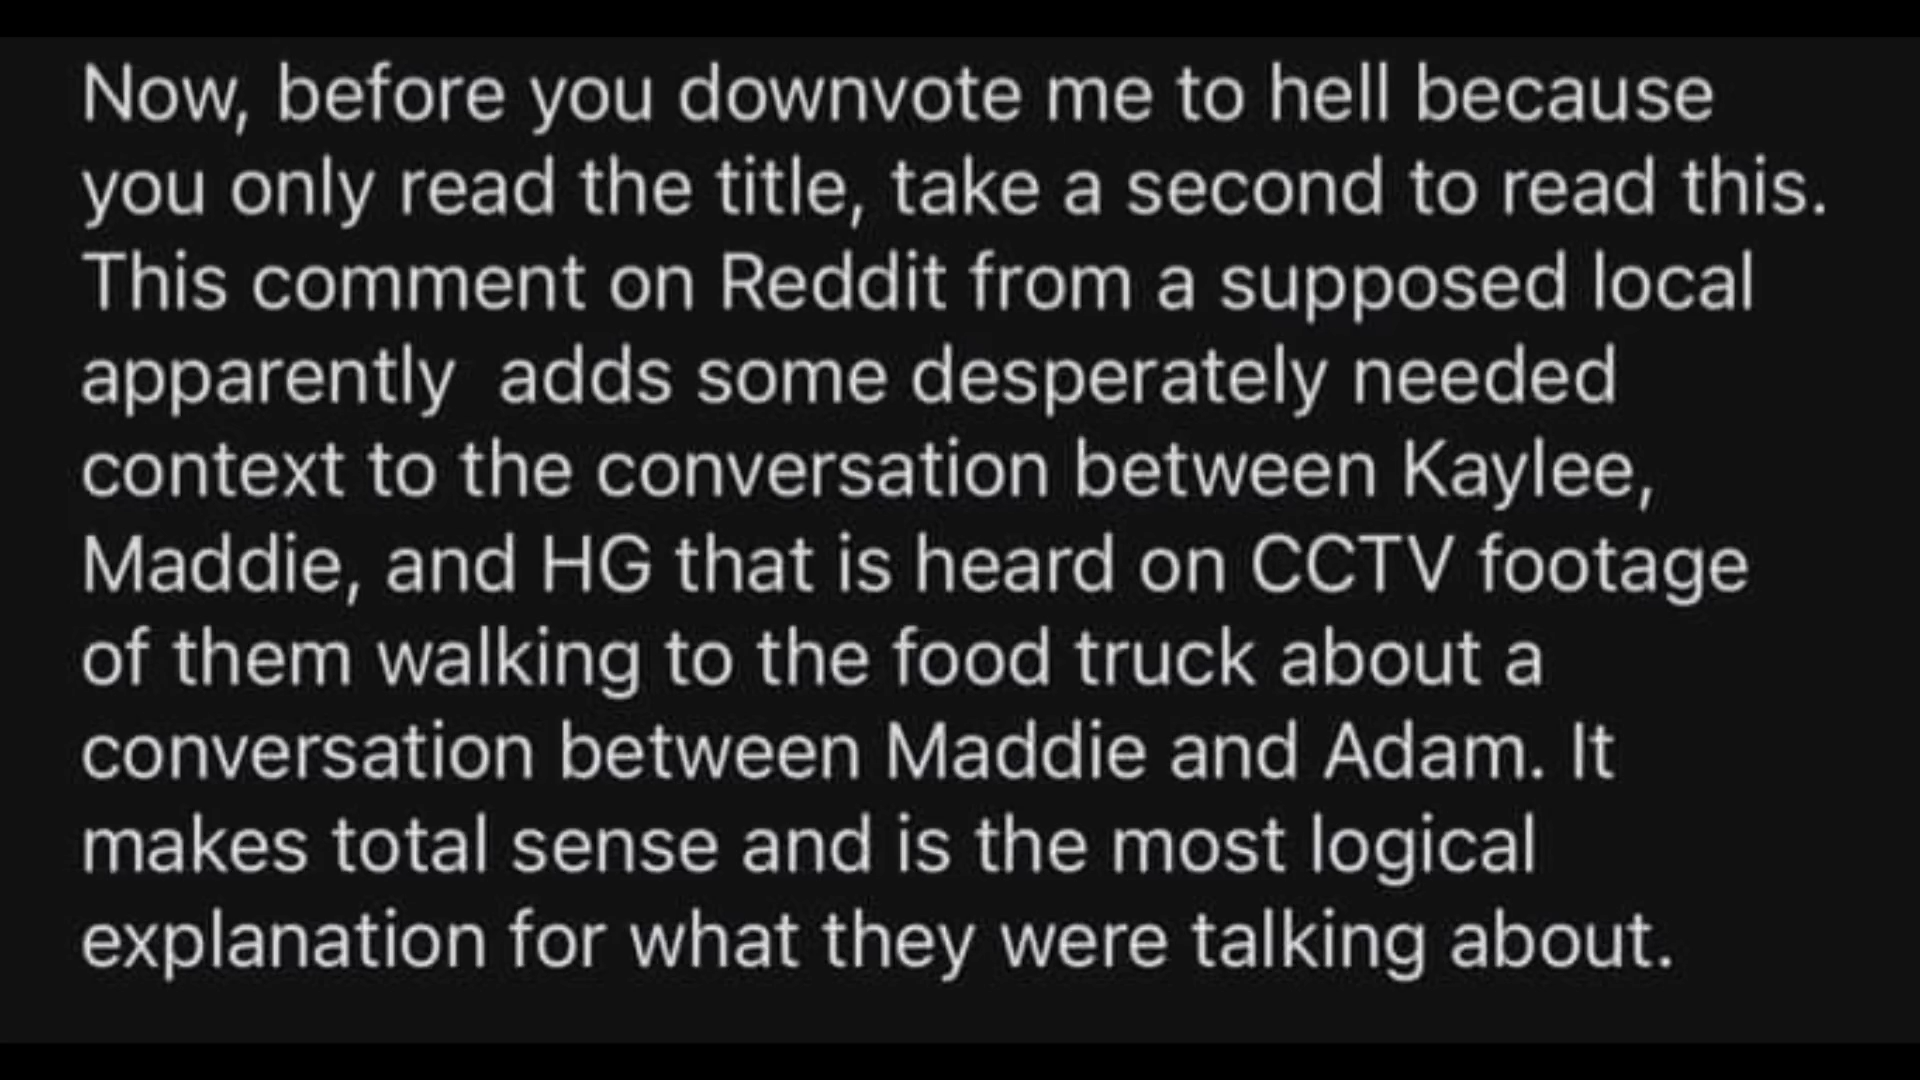 Now, before you downvote me to hell because
you only read the title, take a second to read this.
This comment on Reddit from a supposed local
apparently  adds some desperately needed
context to the conversation between Kaylee,
Maddie, and HG that is heard on CCTV footage
of them walking to the food truck about a
conversation between Maddie and Adam. It
makes total sense and is the most logical
explanation for what they were talking about.